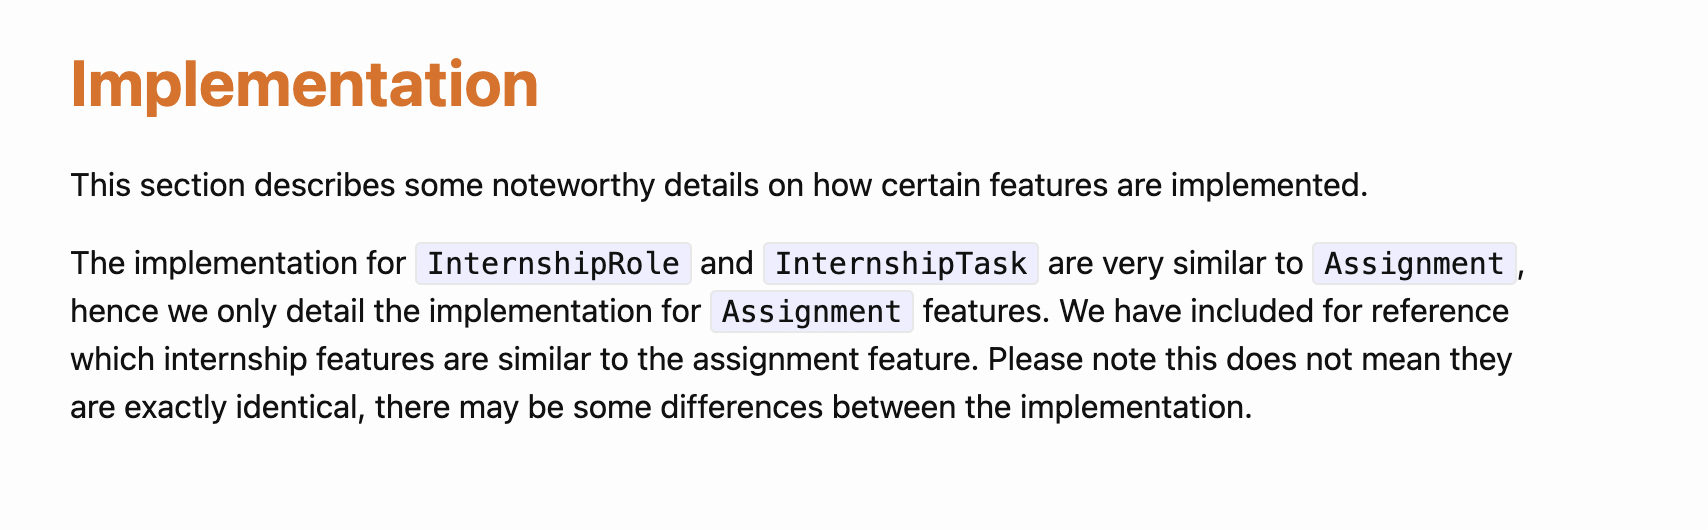 Implementation
This section describes some noteworthy details on how certain features are implemented.
The implementation for InternshipRole and InternshipTask are very similar to Assignment,
hence we only detail the implementation for Assignment features. We have included for reference
which internship features are similar to the assignment feature. Please note this does not mean they
are exactly identical, there may be some differences between the implementation.